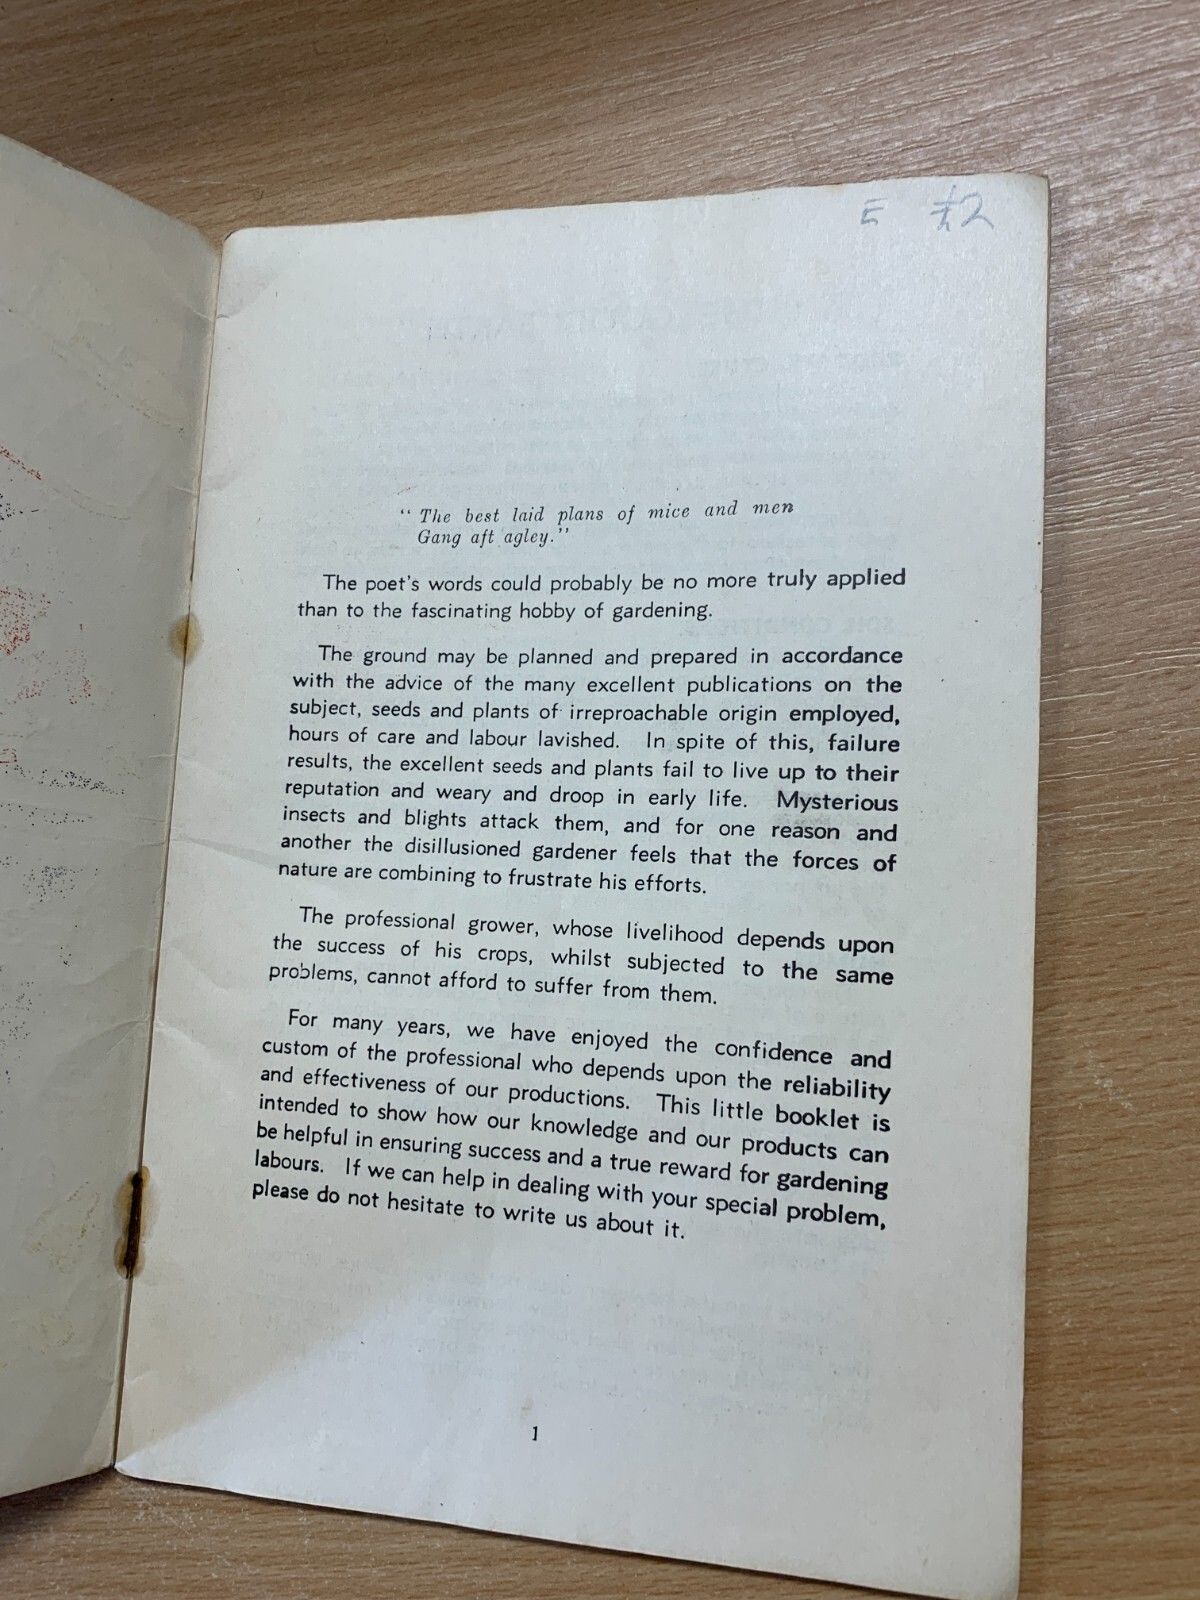 E £2
“ The best laid plans of mice and men
Gang aft agley.”
The poet's words could probably be no more truly applied
than to the fascinating hobby of gardening.
The ground may be planned and prepared in accordance
with the advice of the many excellent publications on the
subject, seeds and plants of irreproachable origin employed,
hours of care and labour lavished. In spite of this, failure
results, the excellent seeds and plants fail to live up to their
reputation and weary and droop in early life. Mysterious
insects and blights attack them, and for one reason and
another the disillusioned gardener feels that the forces of
nature are combining to frustrate his efforts.
The professional grower, whose livelihood depends upon
the success of his crops, whilst subjected to the same
problems, cannot afford to suffer from them.
For many years, we have enjoyed the confidence and
custom of the professional who depends upon the reliability
and effectiveness of our productions. This little booklet is
intended to show how our knowledge and our products can
be helpful in ensuring success and a true reward for gardening
labours. If we can help in dealing with your special problem,
please do not hesitate to write us about it.
1